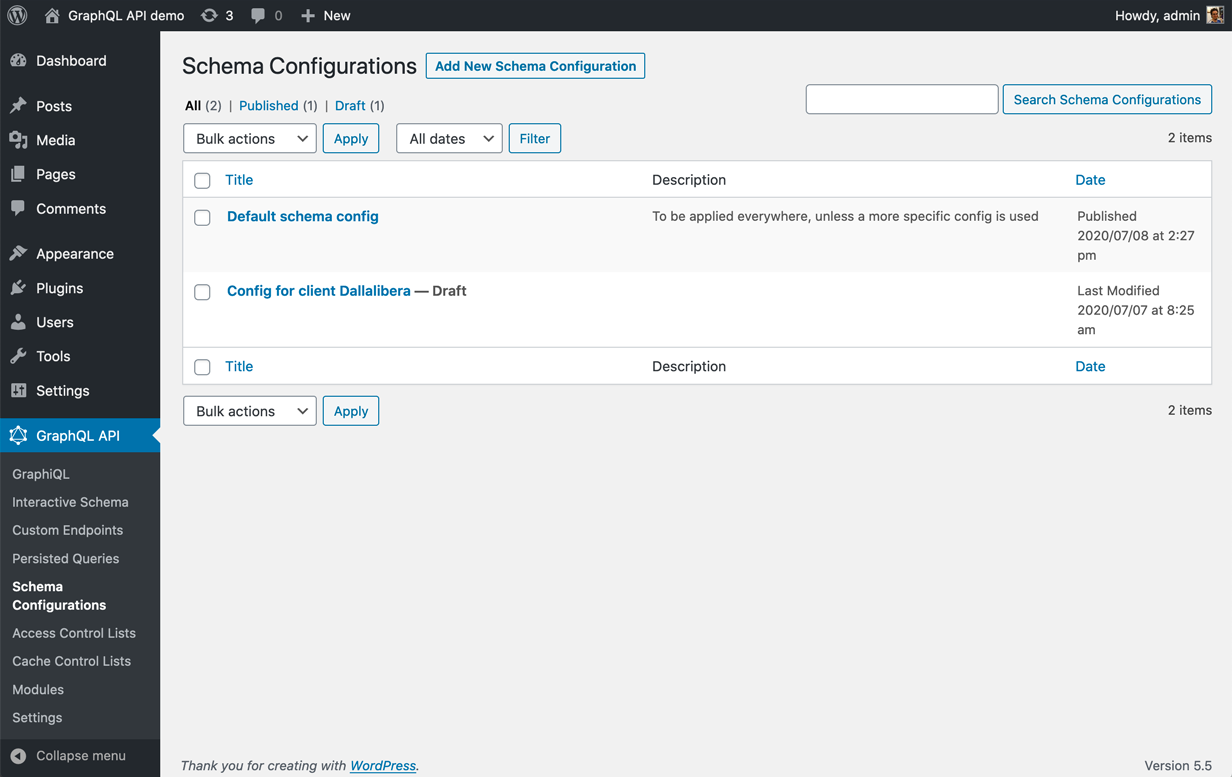 GraphQL API demo 3 0 New Howdy, admin
Dashboard
Posts
Media
Pages
Comments
Appearance
Plugins
Users
Tools
Settings
GraphQL API
GraphiQL
Interactive Schema
Custom Endpoints
Persisted Queries
Schema
Configurations
Access Control Lists
Cache Control Lists
Modules
Settings
Collapse menu
Schema Configurations Add New Schema Configuration
All (2) | Published (1) | Draft (1)
Search Schema Configurations
Bulk actions Apply All dates Filter 2 items
Title Description Date
Default schema config To be applied everywhere, unless a more specific config is used Published
2020/07/08 at 2:27
pm
Config for client Dallalibera — Draft Last Modified
2020/07/07 at 8:25
am
Title Description Date
Bulk actions Apply 2 items
Thank you for creating with WordPress. Version 5.5